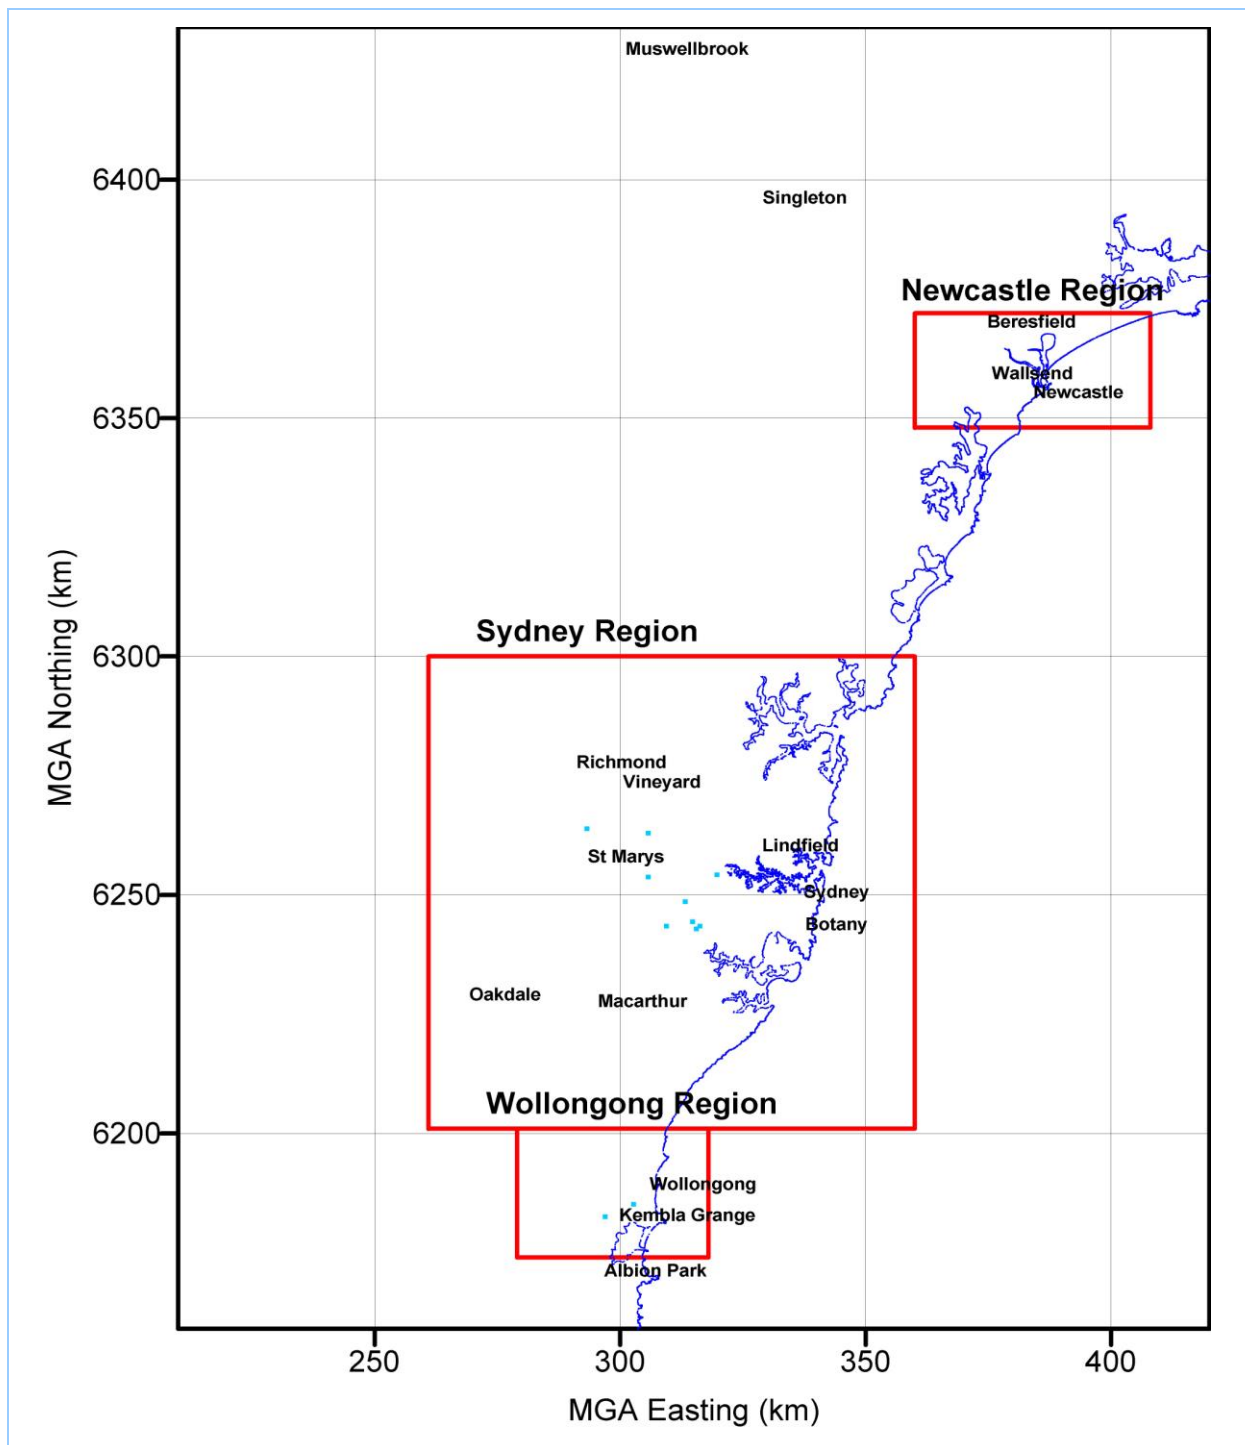 Muswellbrook
6400
Singleton
Newcastle Region
Beresfield
Wallsend
Newcastle
6350
MGA Northing (km)
Sydney Region
6300
Richmond
Vineyard
Lindfield
St Marys
6250
Sydney
Botany
Oakdale
Macarthur
Wollongong Region
6200
Wollongong
Kembla Grange
Albion Park
250 300 350 400
MGA Easting (km)